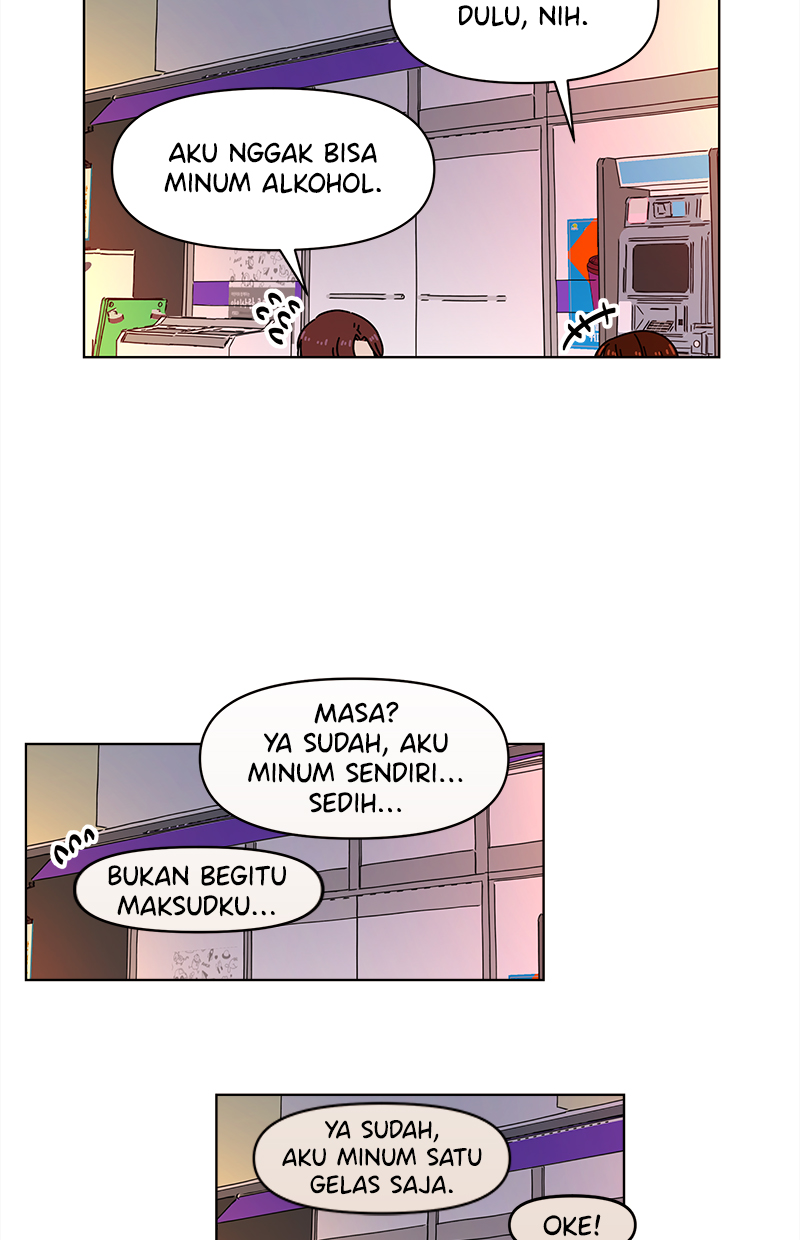 DULU, NIH.
AKU NGGAK BISA
MINUM ALKOHOL.
MASA?
YA SUDAH, AKU
MINUM SENDIRI...
SEDIH...
BUKAN BEGITU
MAKSUDKU...
YA SUDAH,
AKU MINUM SATU
GELAS SAJA.
OKE!